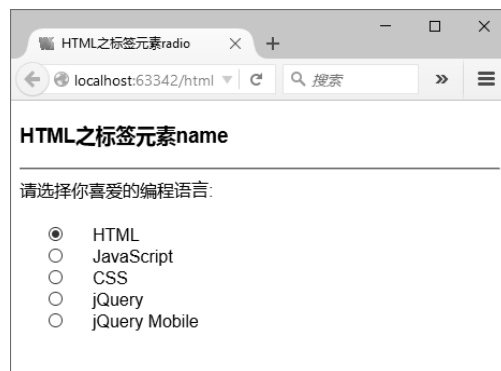 HTML之标签元素radio
localhost:63342/html
搜索
HTML之标签元素name
请选择你喜爱的编程语言:
HTML
JavaScript
CSS
jQuery
jQuery Mobile